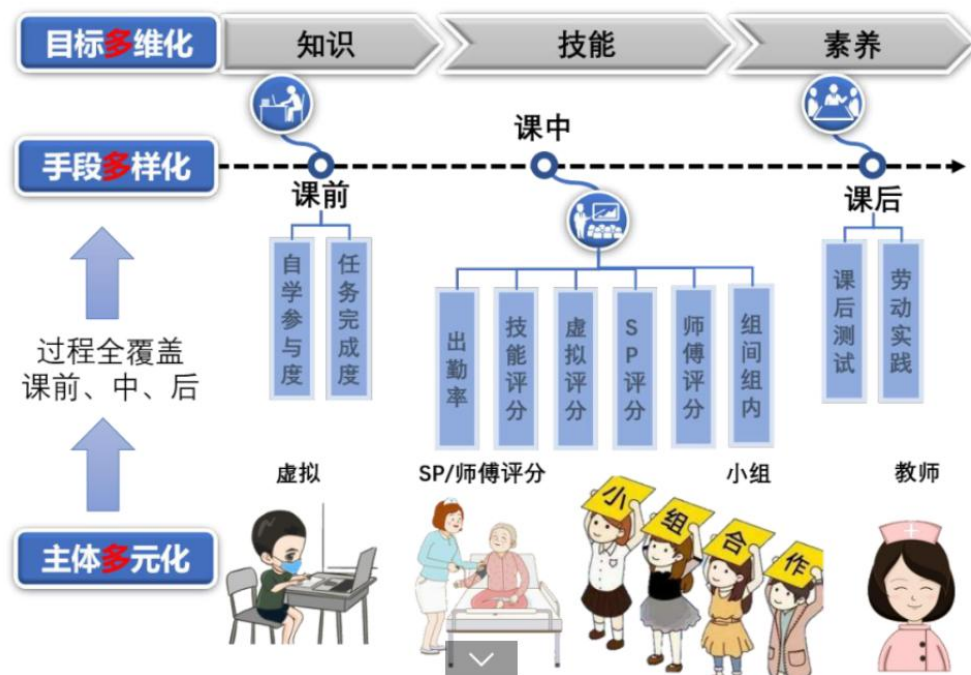 目标多维化
知识
技能
素养
手段多样化
课前
课中
课后
自学参与度
任务完成度
出勤率
技能评分
虚拟评分
SP评分
师傅评分
组间组内
课后测试
劳动实践
过程全覆盖
课前、中、后
主体多元化
虚拟
SP/师傅评分
小组
教师
小组合作